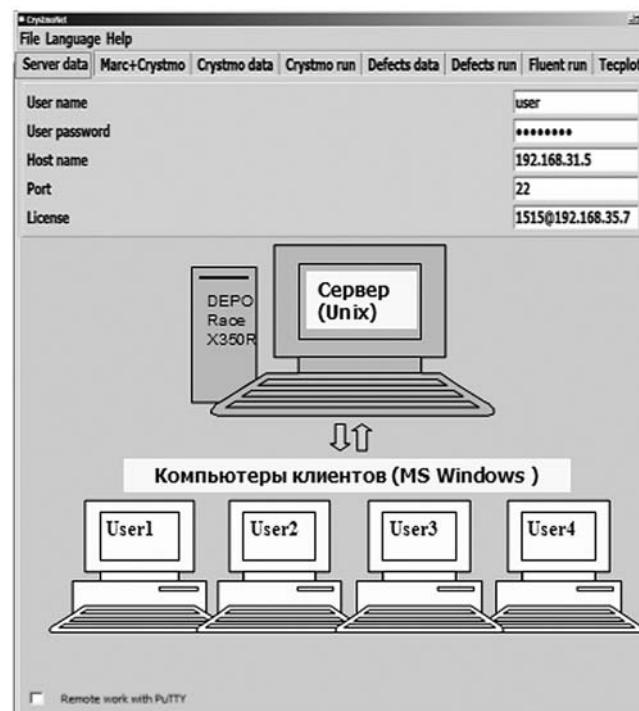 CrystmoNet
File Language Help
Server data Marc+Crystmo Crystmo data Crystmo run Defects data Defects run Fluent run Tecplot
User name user
User password ••••••••
Host name 192.168.31.5
Port 22
License 1515@192.168.35.7
DEPO
Race
X350R
Сервер
(Unix)
Компьютеры клиентов (MS Windows )
User1 User2 User3 User4
Remote work with PuTTY